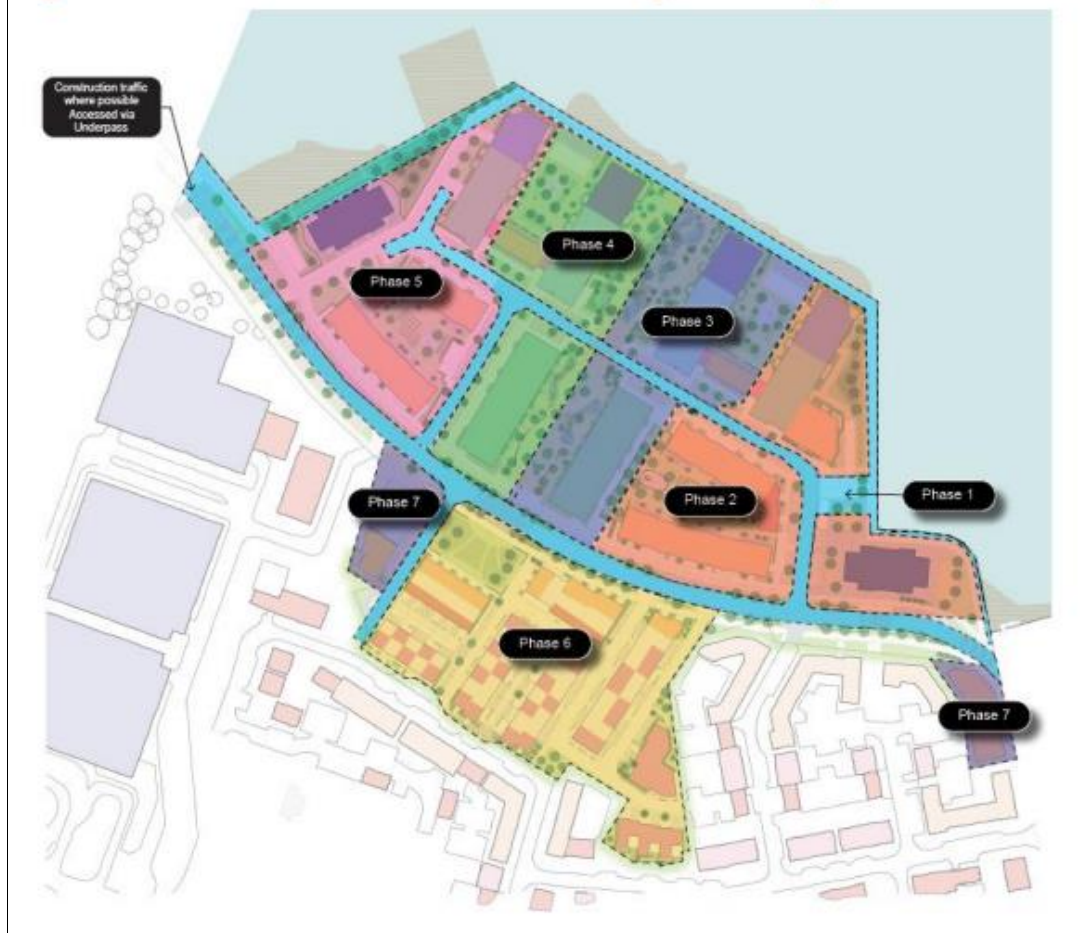 Construction traffic
where possible
Accessed via
Underpass
Phase 4
Phase 5
Phase 3
Phase 2
Phase 1
Phase 7
Phase 6
Phase 7